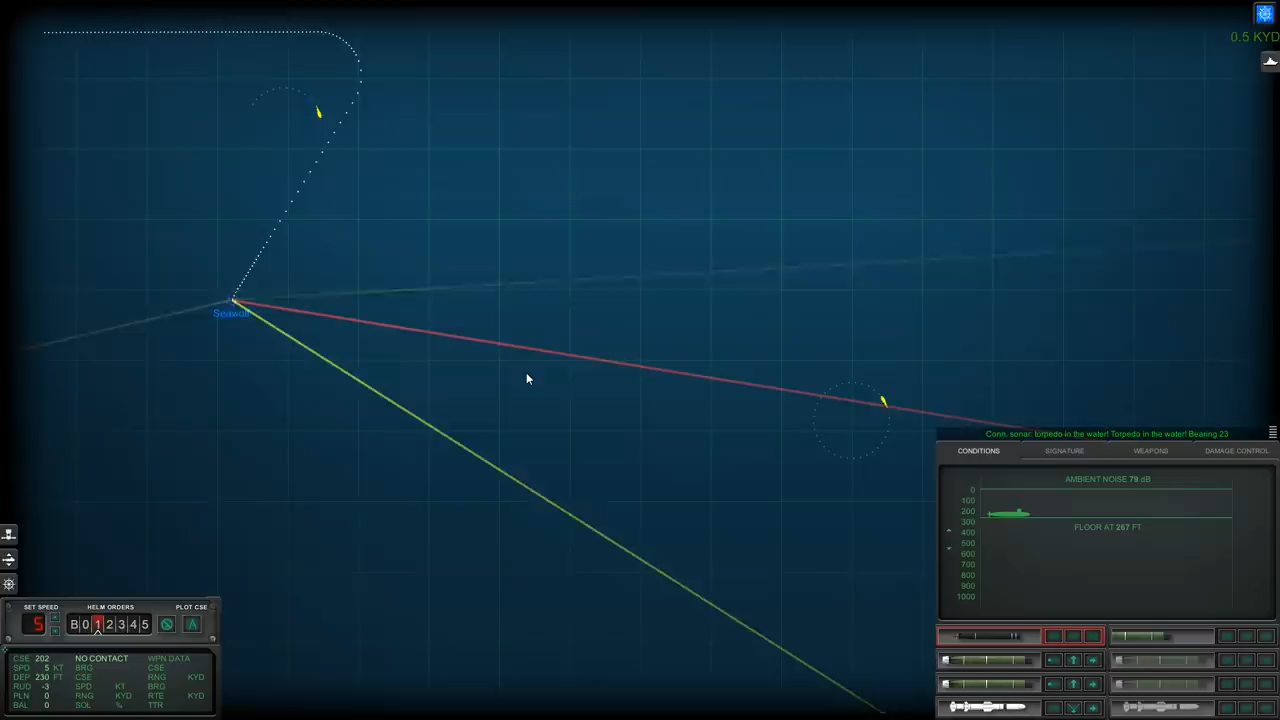 0.5 KYD
Seawolf
Conn, sonar: torpedo in the water! Torpedo in the water! Bearing 23
CONDITIONS SIGNATURE WEAPONS DAMAGE CONTROL
AMBIENT NOISE 79 dB
0
100
200
300
400
500
600
700
800
900
1000
FLOOR AT 267 FT
SET SPEED HELM ORDERS PLOT CSE
5 B 0 1 2 3 4 5 A
CSE 202 NO CONTACT WPN DATA
SPD 5 KT BRG CSE
DEP 230 FT CSE RNG KYD
RUD -3 SPD KT BRG
PLN 0 RNG KYD RTE KYD
BAL 0 SOL % TTR